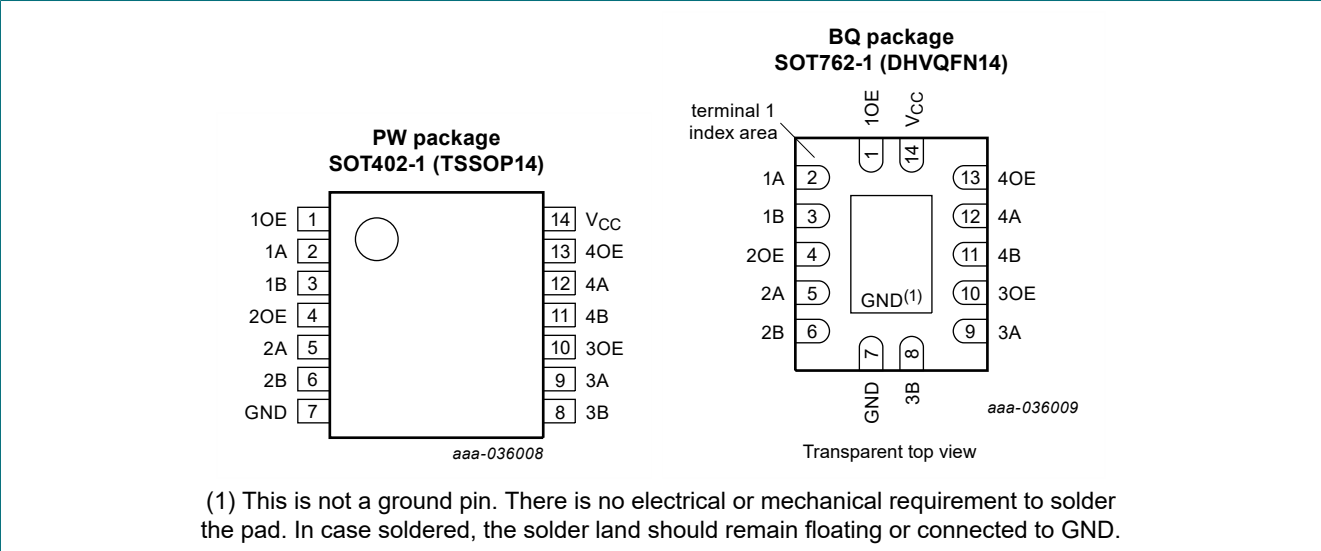 PW package
SOT402-1 (TSSOP14)
1OE 1
1A 2
1B 3
2OE 4
2A 5
2B 6
GND 7
14 VCC
13 4OE
12 4A
11 4B
10 3OE
9 3A
8 3B
aaa-036008
BQ package
SOT762-1 (DHVQFN14)
terminal 1
index area
1OE
VCC
1
14
1A 2
1B 3
2OE 4
2A 5
2B 6
13 4OE
12 4A
11 4B
10 3OE
9 3A
GND(1)
7
8
GND
3B
aaa-036009
Transparent top view
(1) This is not a ground pin. There is no electrical or mechanical requirement to solder
the pad. In case soldered, the solder land should remain floating or connected to GND.